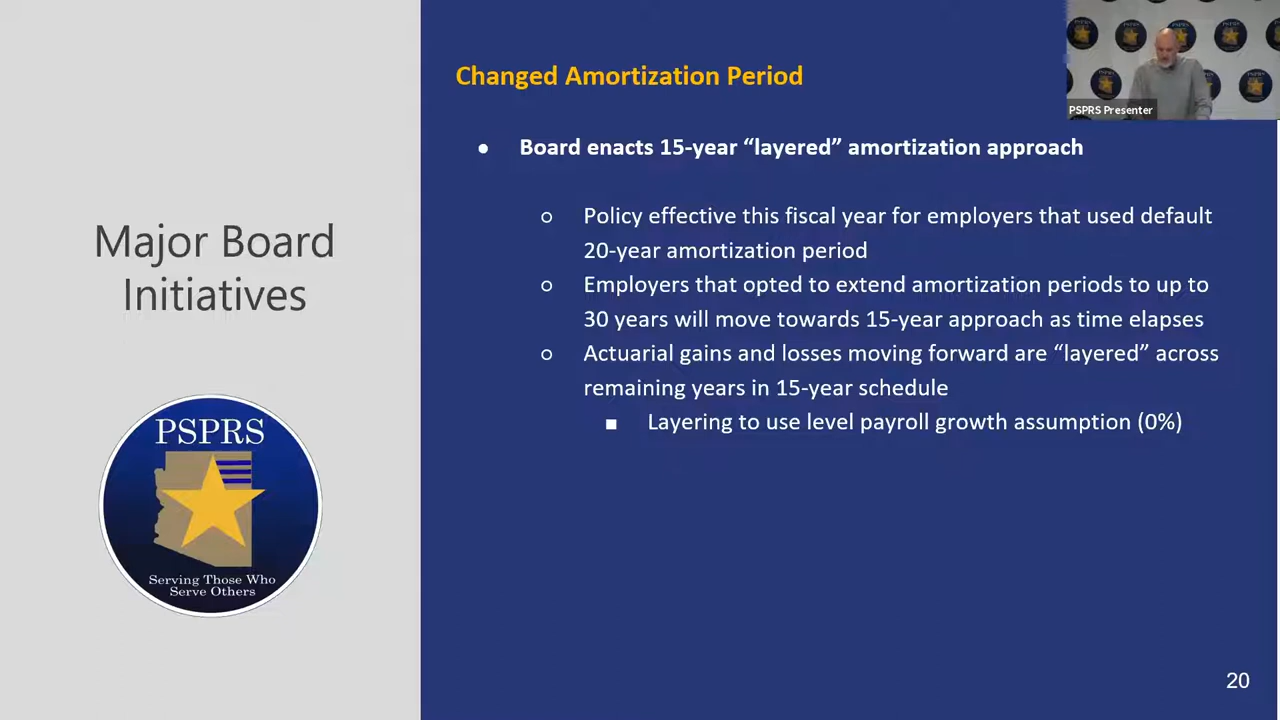 Changed Amortization Period
PSPRS Presenter
● Board enacts 15-year “layered” amortization approach
○ Policy effective this fiscal year for employers that used default
20-year amortization period
○ Employers that opted to extend amortization periods to up to
30 years will move towards 15-year approach as time elapses
○ Actuarial gains and losses moving forward are “layered” across
remaining years in 15-year schedule
■ Layering to use level payroll growth assumption (0%)
Major Board
Initiatives
PSPRS
Serving Those Who
Serve Others
20